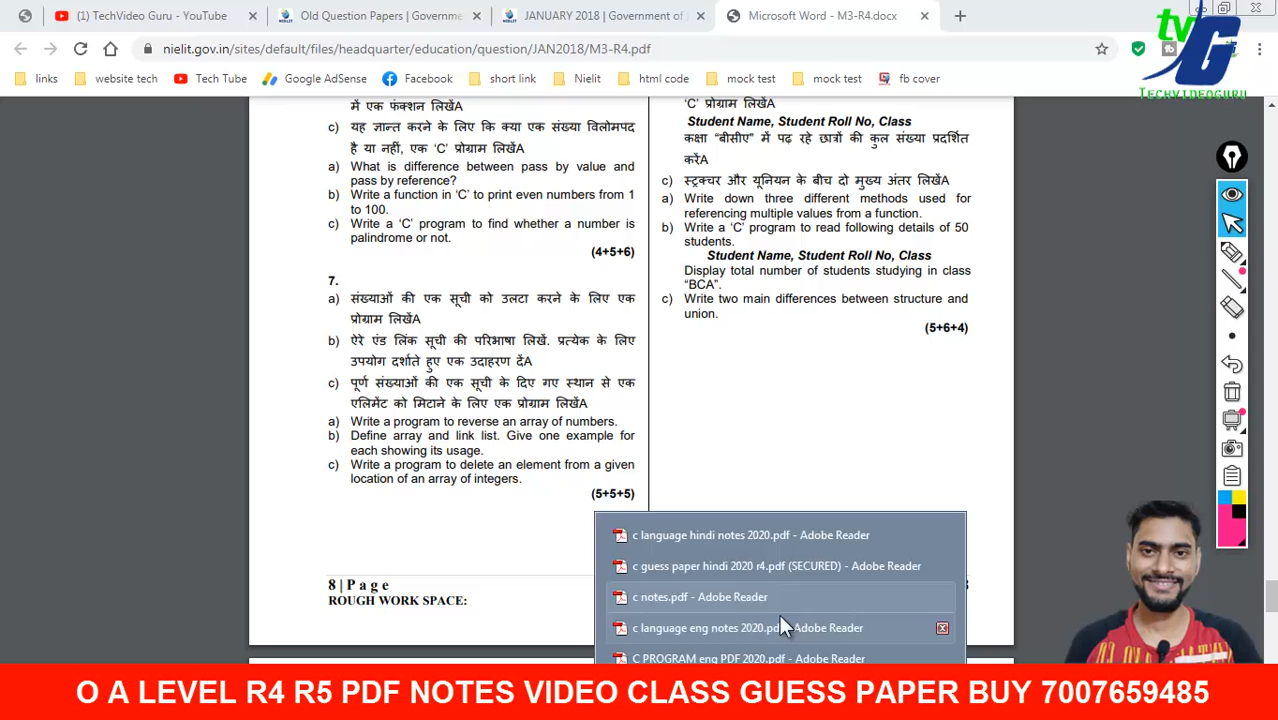 TechVideo Guru - YouTube
Old Question Papers | Governme
JANUARY 2018 | Government of
Microsoft Word - M3-R4.docx
tv
G
TECHVIDEOGURU
nielit.gov.in/sites/default/files/headquarter/education/question/JAN2018/M3-R4.pdf
links
website tech
Tech Tube
Google AdSense
Facebook
short link
Nielit
html code
mock test
mock test
fb cover
में एक फंक्शन लिखेंA
c) यह ज्ञान्त करने के लिए कि क्या एक संख्या विलोमपद
है या नहीं, एक 'C' प्रोग्राम लिखेंA
a) What is difference between pass by value and
pass by reference?
b) Write a function in ‘C’ to print even numbers from 1
to 100.
c) Write a ‘C’ program to find whether a number is
palindrome or not.
(4+5+6)
7.
a) संख्याओं की एक सूची को उलटा करने के लिए एक
प्रोग्राम लिखेंA
b) ऐरे एंड लिंक सूची की परिभाषा लिखें. प्रत्येक के लिए
उपयोग दर्शाते हुए एक उदाहरण देंA
c) पूर्ण संख्याओं की एक सूची के दिए गए स्थान से एक
एलिमेंट को मिटाने के लिए एक प्रोग्राम लिखेंA
a) Write a program to reverse an array of numbers.
b) Define array and link list. Give one example for
each showing its usage.
c) Write a program to delete an element from a given
location of an array of integers.
(5+5+5)
8 | P a g e
ROUGH WORK SPACE:
‘C’ प्रोग्राम लिखेंA
Student Name, Student Roll No, Class
कक्षा “बीसीए” में पढ़ रहे छात्रों की कुल संख्या प्रदर्शित
करेंA
c) स्ट्रक्चर और यूनियन के बीच दो मुख्य अंतर लिखेंA
a) Write down three different methods used for
referencing multiple values from a function.
b) Write a ‘C’ program to read following details of 50
students.
Student Name, Student Roll No, Class
Display total number of students studying in class
“BCA”.
c) Write two main differences between structure and
union.
(5+6+4)
c language hindi notes 2020.pdf - Adobe Reader
c guess paper hindi 2020 r4.pdf (SECURED) - Adobe Reader
c notes.pdf - Adobe Reader
c language eng notes 2020.pdf - Adobe Reader
C PROGRAM eng PDF 2020.pdf - Adobe Reader
O A LEVEL R4 R5 PDF NOTES VIDEO CLASS GUESS PAPER BUY 7007659485